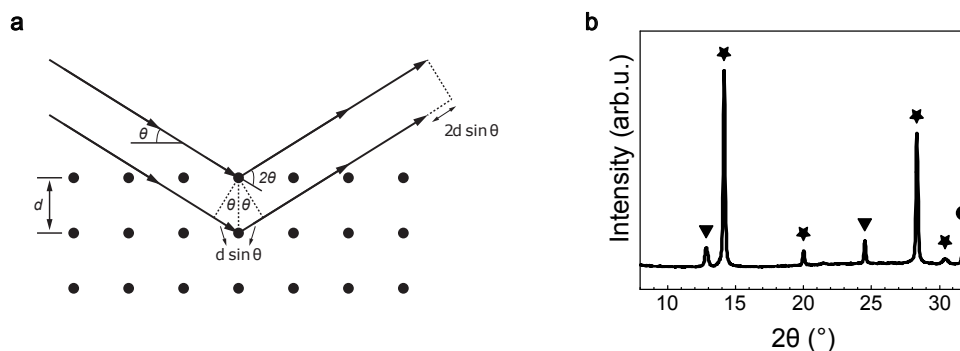 a
b
θ
2θ
2d sin θ
d
θ θ
d sin θ
Intensity (arb.u.)
10 15 20 25 30
2θ (°)